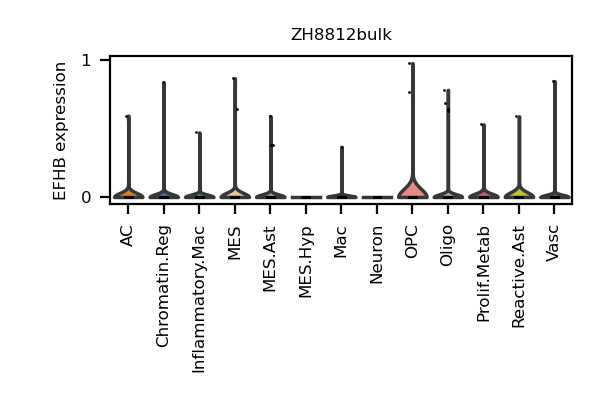 ZH8812bulk
EFHB expression
1
0
AC
Chromatin.Reg
Inflammatory.Mac
MES
MES.Ast
MES.Hyp
Mac
Neuron
OPC
Oligo
Prolif.Metab
Reactive.Ast
Vasc